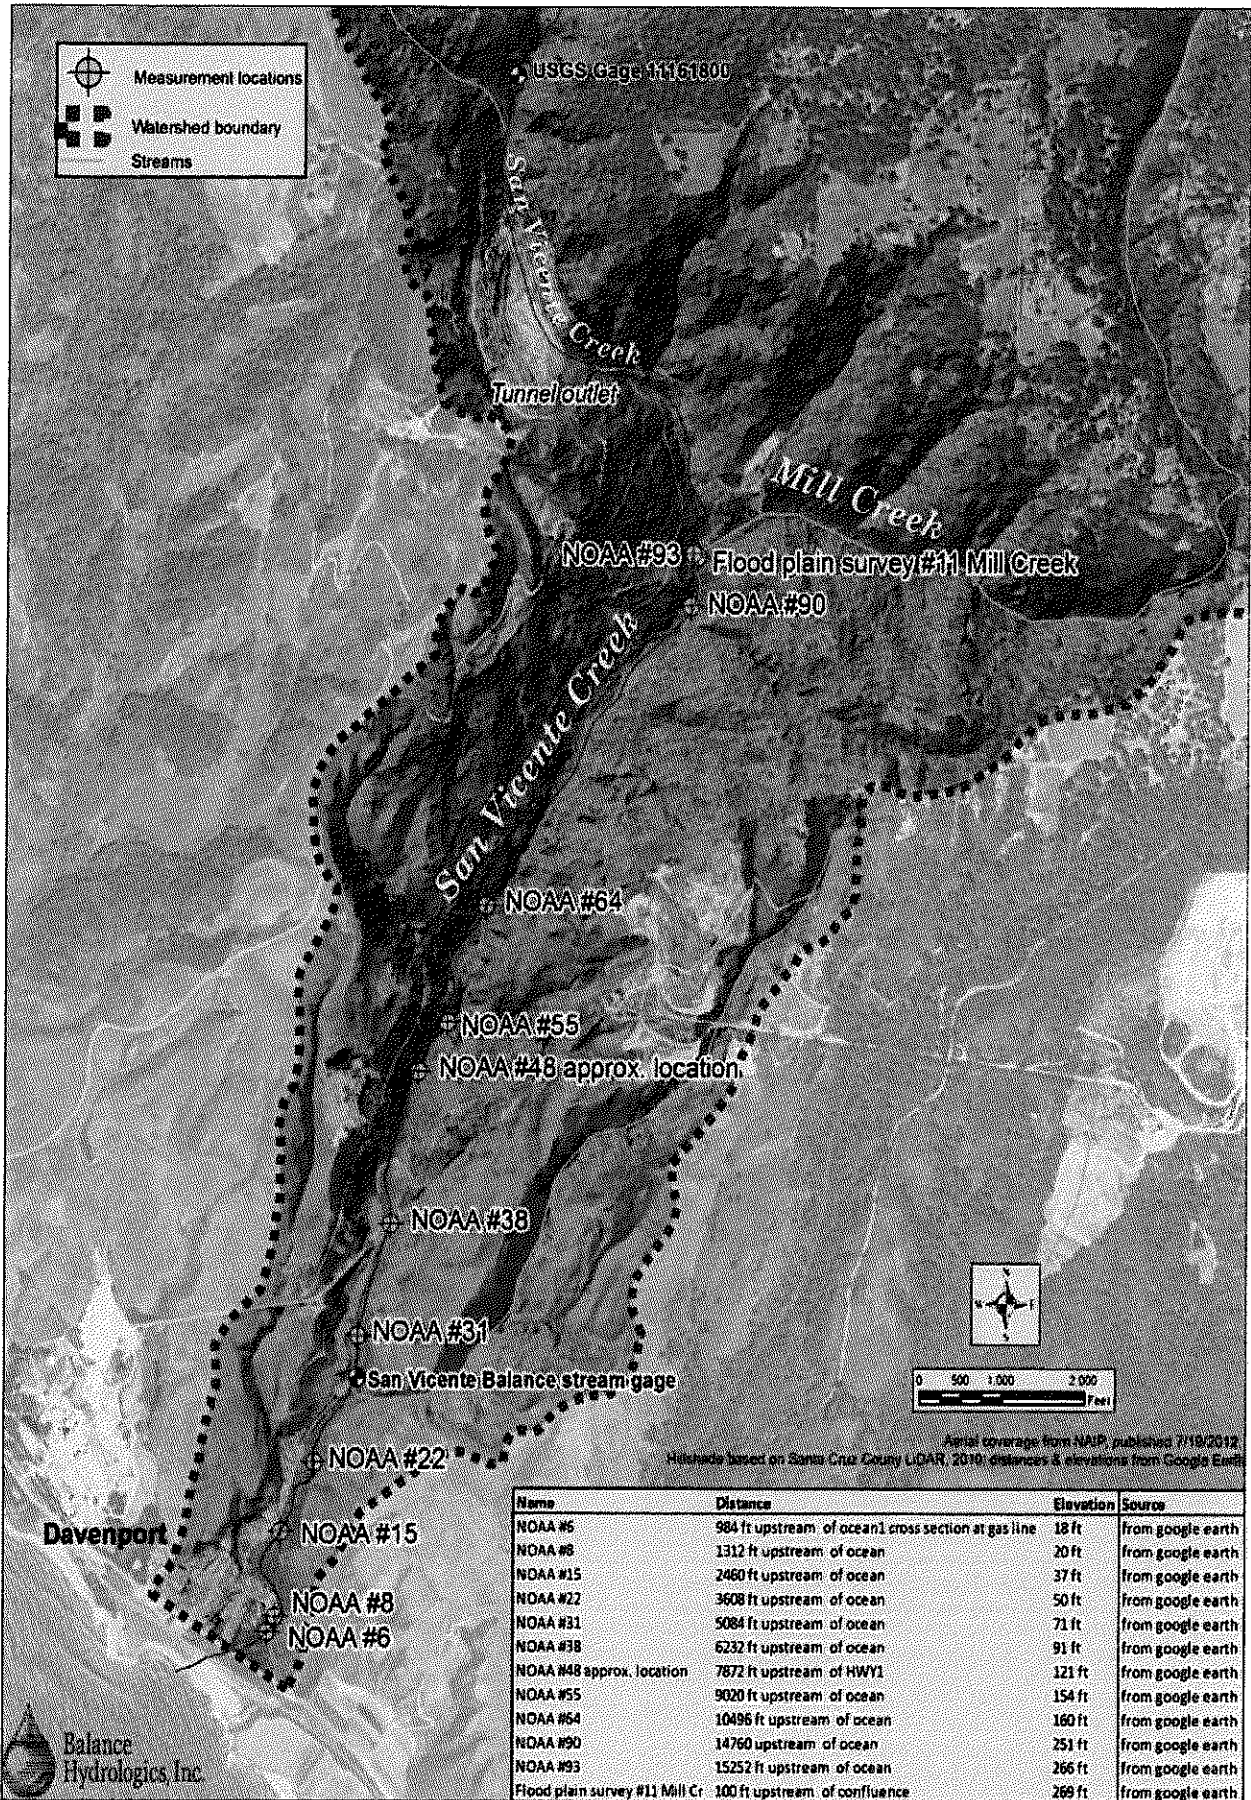 Measurement locations
Watershed boundary
Streams
USGS Gage 11161800
San Vicente Creek
Tunnel outlet
Mill Creek
NOAA #93
Flood plain survey #11 Mill Creek
NOAA #90
San Vicente Creek
NOAA #64
NOAA #55
NOAA #48 approx. location
NOAA #38
NOAA #31
San Vicente Balance stream gage
NOAA #22
NOAA #15
Davenport
NOAA #8
NOAA #6
N
W E
S
0 500 1.000 2.000
Feet
Aerial coverage from NAIP, published 7/19/2012
Hillshade based on Santa Cruz County LiDAR, 2010; distances & elevations from Google Earth
Name Distance Elevation Source
NOAA #6 984 ft upstream of ocean1 cross section at gas line 18 ft from google earth
NOAA #8 1312 ft upstream of ocean 20 ft from google earth
NOAA #15 2460 ft upstream of ocean 37 ft from google earth
NOAA #22 3608 ft upstream of ocean 50 ft from google earth
NOAA #31 5084 ft upstream of ocean 71 ft from google earth
NOAA #38 6232 ft upstream of ocean 91 ft from google earth
NOAA #48 approx. location 7872 ft upstream of HWY1 121 ft from google earth
NOAA #55 9020 ft upstream of ocean 154 ft from google earth
NOAA #64 10496 ft upstream of ocean 160 ft from google earth
NOAA #90 14760 upstream of ocean 251 ft from google earth
NOAA #93 15252 ft upstream of ocean 266 ft from google earth
Flood plain survey #11 Mill Cr 100 ft upstream of confluence 269 ft from google earth
Balance
Hydrologics, Inc.